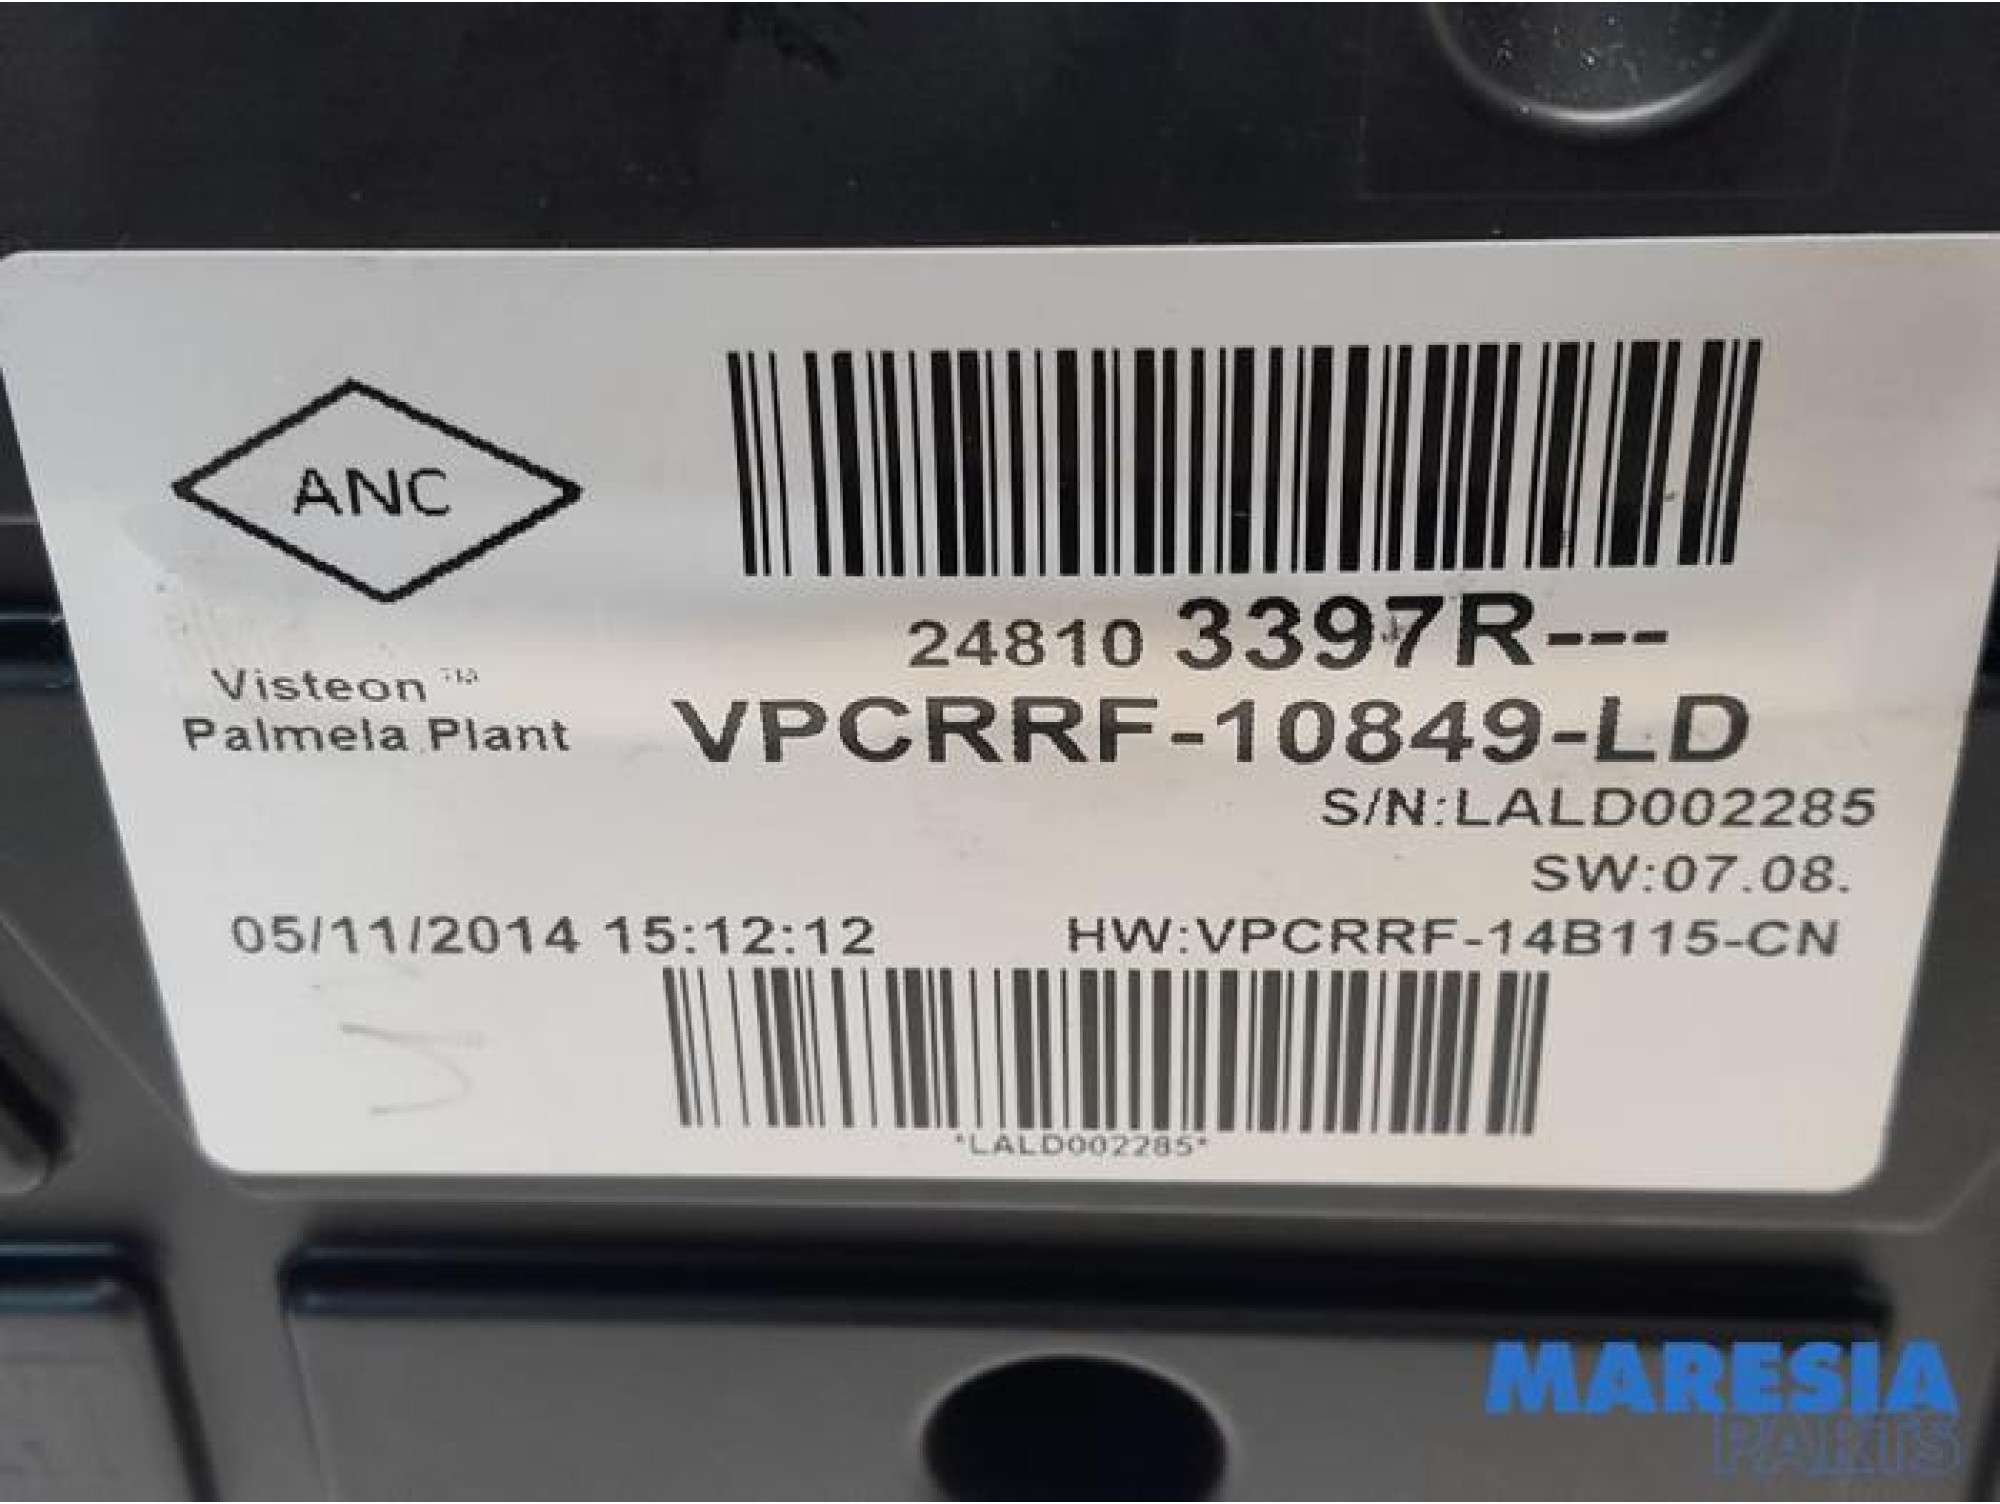 ANC
24810 3397R---
Visteon™
Palmela Plant
VPCRRF-10849-LD
S/N:LALD002285
SW:07.08.
05/11/2014 15:12:12
HW:VPCRRF-14B115-CN
*LALD002285*
MARESIA
PARTS